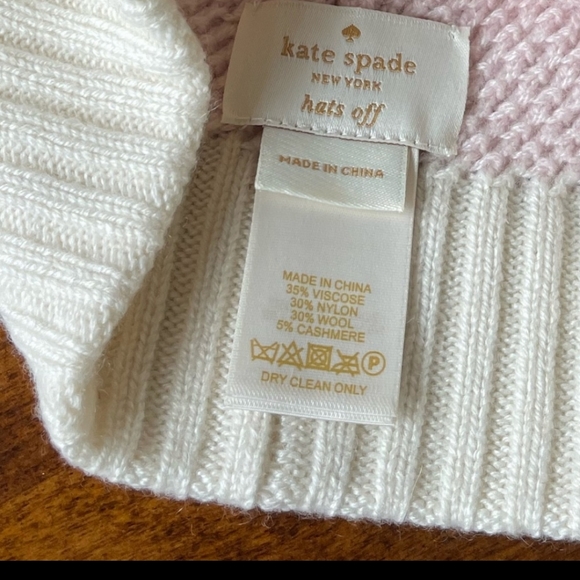 kate spade
NEW YORK
hats off
MADE IN CHINA
MADE IN CHINA
35% VISCOSE
30% NYLON
30% WOOL
5% CASHMERE
P
DRY CLEAN ONLY